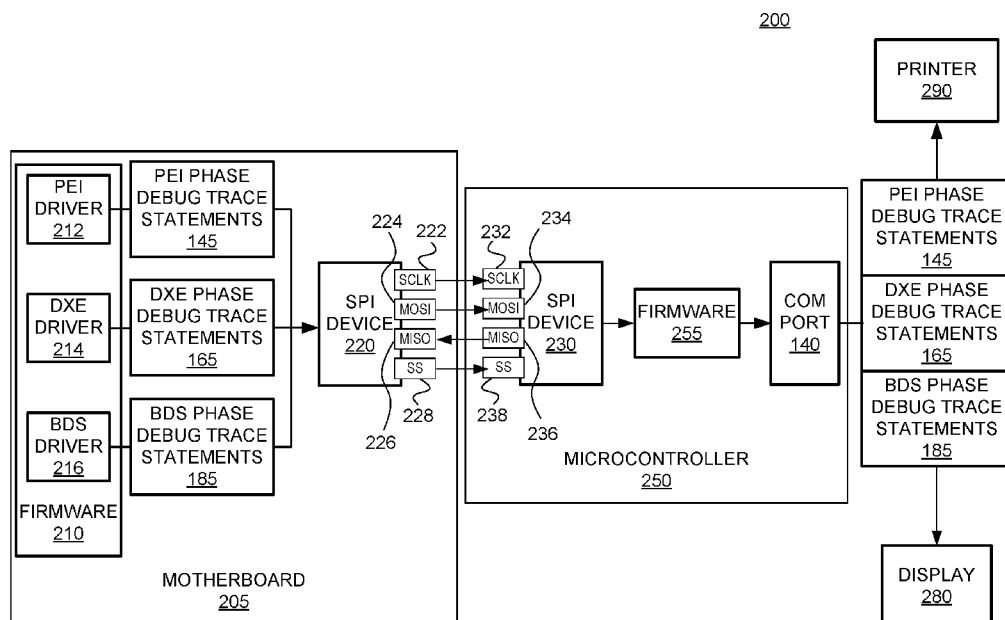 200
PRINTER
290
PEI
DRIVER
212
PEI PHASE
DEBUG TRACE
STATEMENTS
145
DXE DRIVER
214
DXE PHASE
DEBUG TRACE
STATEMENTS
165
BDS DRIVER
216
BDS PHASE
DEBUG TRACE
STATEMENTS
185
FIRMWARE
210
MOTHERBOARD
205
SPI
DEVICE
220
224
222
SCLK
MOSI
MISO
SS
226
228
232
234
SCLK
MOSI
MISO
SS
238
236
SPI
DEVICE
230
FIRMWARE
255
COM
PORT
140
MICROCONTROLLER
250
PEI PHASE
DEBUG TRACE
STATEMENTS
145
DXE PHASE
DEBUG TRACE
STATEMENTS
165
BDS PHASE
DEBUG TRACE
STATEMENTS
185
DISPLAY
280